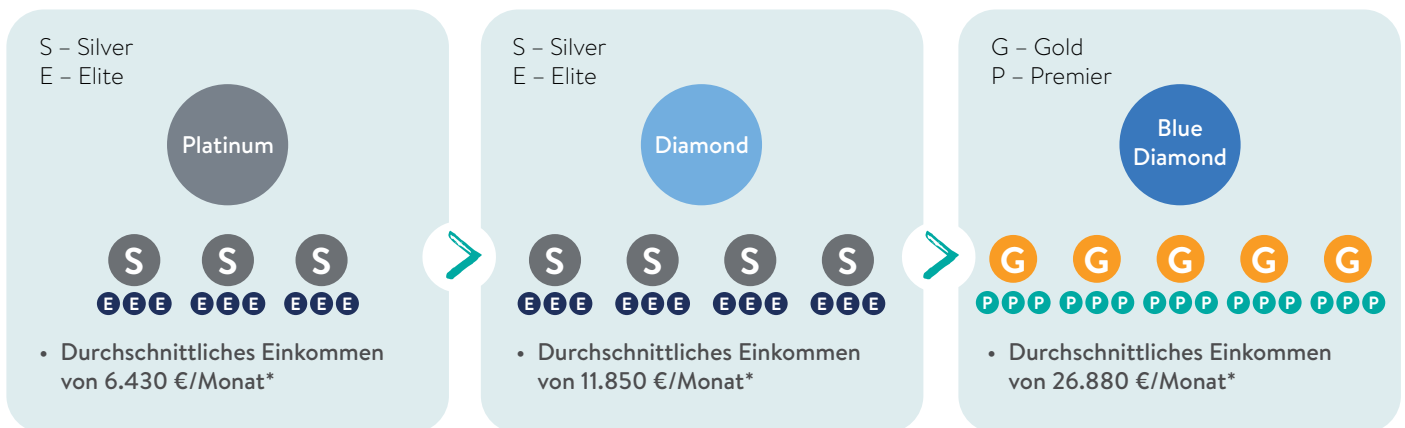 S – Silver
E – Elite
Platinum
S S S
E E E E E E E E E
• Durchschnittliches Einkommen
von 6.430 €/Monat*
S – Silver
E – Elite
Diamond
S S S S
E E E E E E E E E E E E
• Durchschnittliches Einkommen
von 11.850 €/Monat*
G – Gold
P – Premier
Blue
Diamond
G G G G G
P P P P P P P P P P P P P P P
• Durchschnittliches Einkommen
von 26.880 €/Monat*